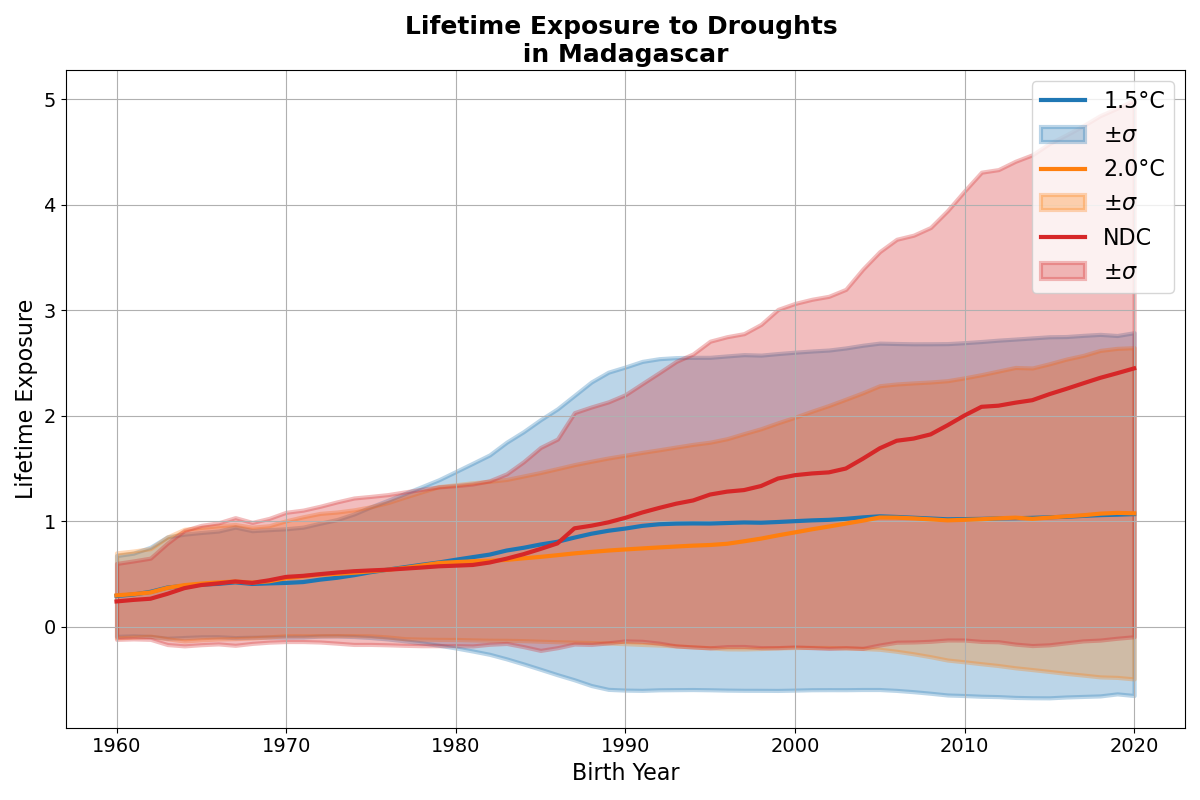 Lifetime Exposure to Droughts
in Madagascar
5
4
3
2
1
0
Lifetime Exposure
1.5°C
±σ
2.0°C
±σ
NDC
±σ
1960 1970 1980 1990 2000 2010 2020
Birth Year